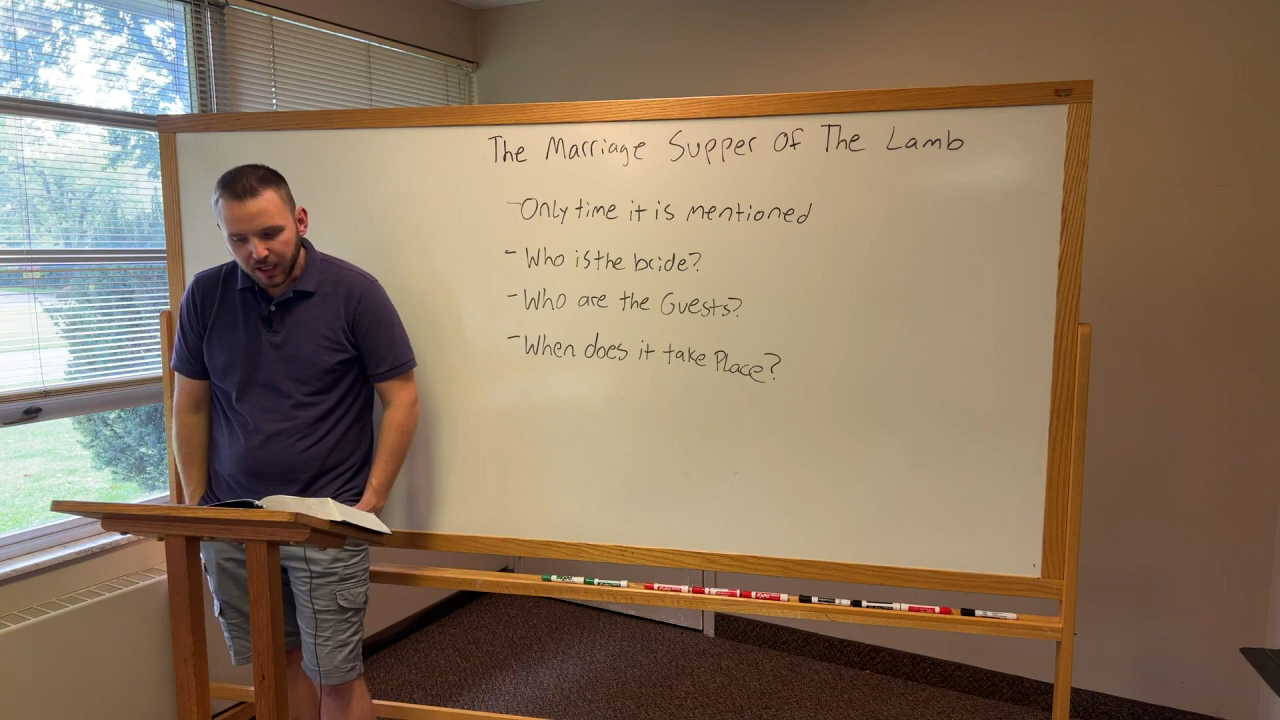 The Marriage Supper Of The Lamb
- Only time it is mentioned
- Who is the bride?
- Who are the Guests?
- When does it take Place?